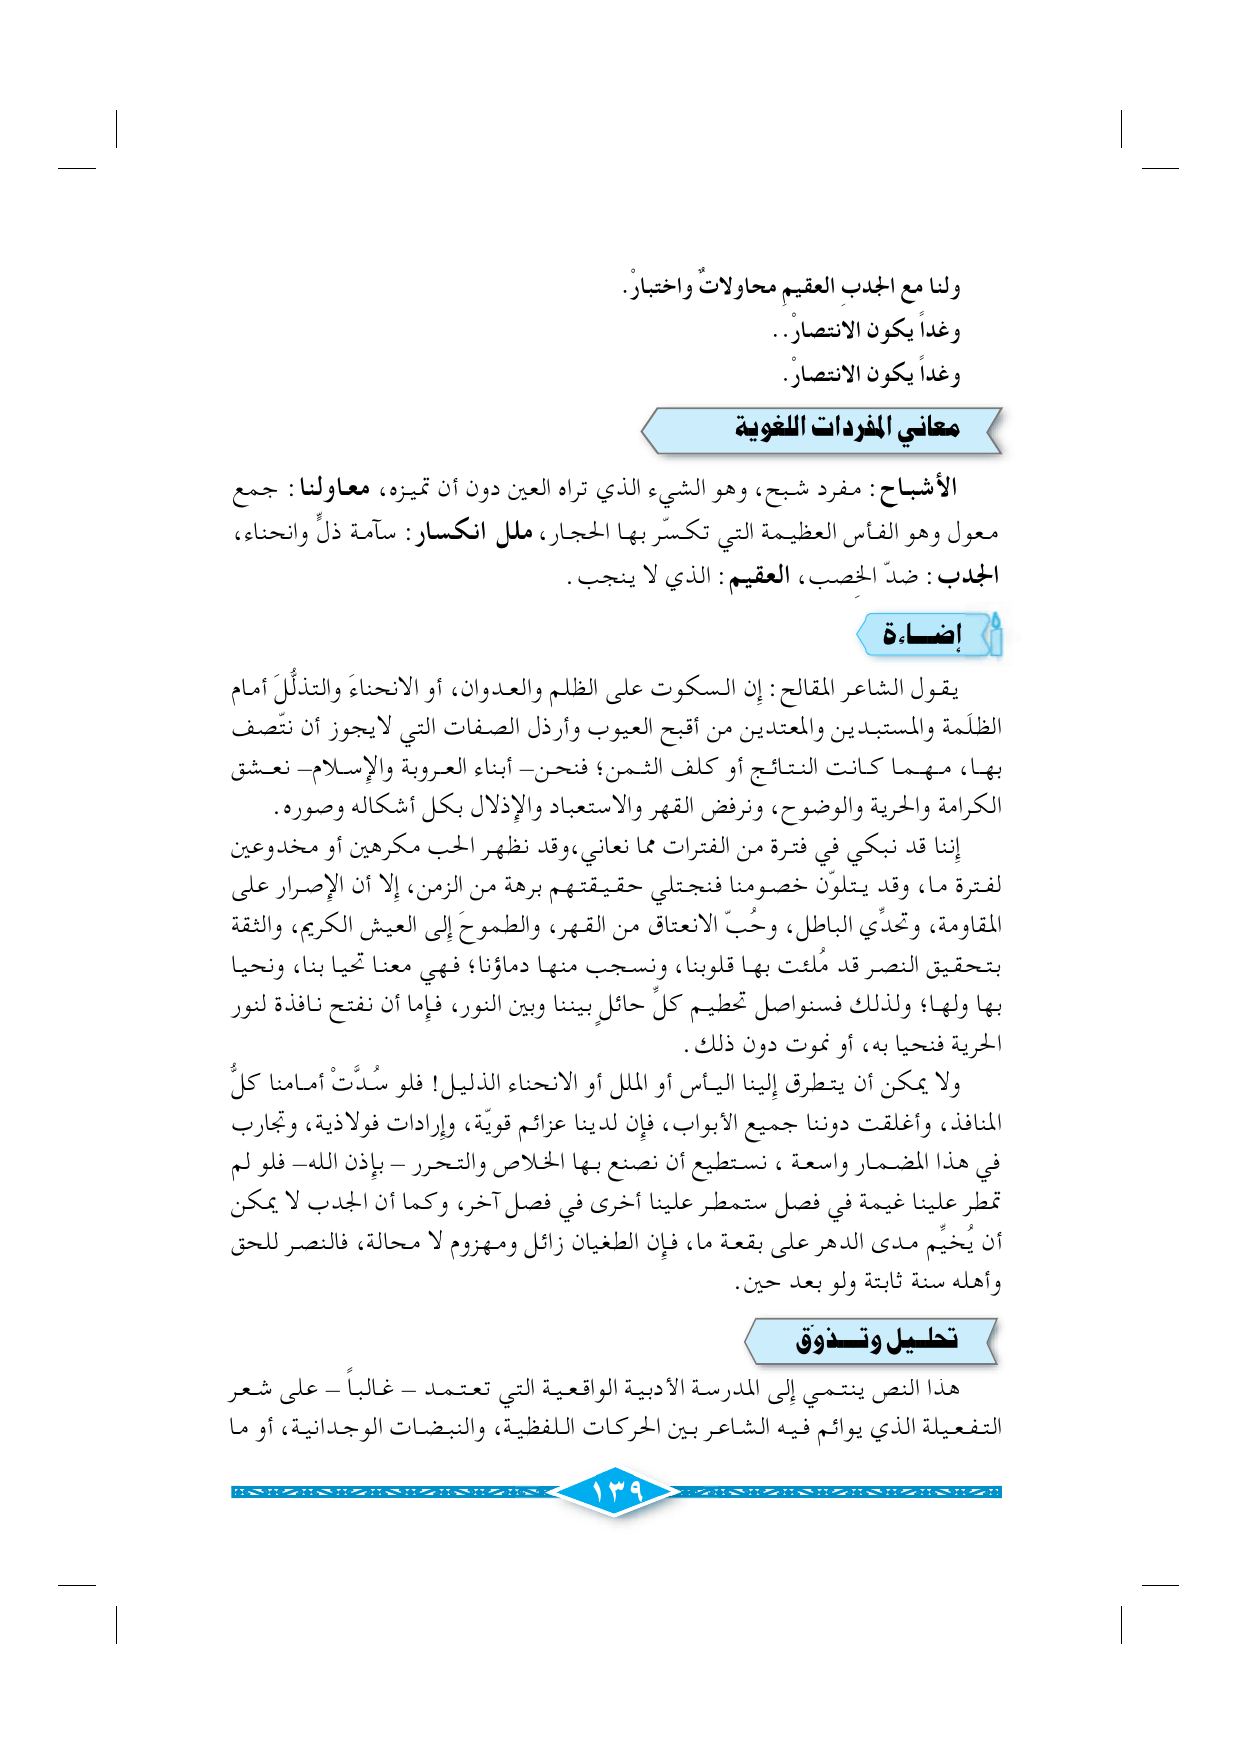 ولنا مع الجدبِ العقيمِ محاولاتٌ واختبارْ.
وغداً يكون الانتصارْ..
وغداً يكون الانتصارْ.
معاني المفردات اللغوية
الأشباح: مفرد شبح، وهو الشيء الذي تراه العين دون أن تميزه، معاولنا: جمع
معول وهو الفأس العظيمة التي تكسّر بها الحجار، ملل انكسار: سآمة ذلٍّ وانحناء،
الجدب: ضدّ الخِصب، العقيم: الذي لا ينجب.
إضاءة
يقول الشاعر المقالح: إن السكوت على الظلم والعدوان، أو الانحناءَ والتذلُّلَ أمام
الظلَمة والمستبدين والمعتدين من أقبح العيوب وأرذل الصفات التي لايجوز أن نتّصف
بها، مهما كانت النتائج أو كلف الثمن؛ فنحن– أبناء العروبة والإسلام– نعشق
الكرامة والحرية والوضوح، ونرفض القهر والاستعباد والإذلال بكل أشكاله وصوره.
إننا قد نبكي في فترة من الفترات مما نعاني،وقد نظهر الحب مكرهين أو مخدوعين
لفترة ما، وقد يتلوّن خصومنا فنجتلي حقيقتهم برهة من الزمن، إلا أن الإصرار على
المقاومة، وتحدِّي الباطل، وحُبّ الانعتاق من القهر، والطموحَ إلى العيش الكريم، والثقة
بتحقيق النصر قد مُلئت بها قلوبنا، ونسجب منها دماؤنا؛ فهي معنا تحيا بنا، ونحيا
بها ولها؛ ولذلك فسنواصل تحطيم كلِّ حائلٍ بيننا وبين النور، فإما أن نفتح نافذة لنور
الحرية فنحيا به، أو نموت دون ذلك.
ولا يمكن أن يتطرق إلينا اليأس أو الملل أو الانحناء الذليل! فلو سُدَّتْ أمامنا كلُّ
المنافذ، وأغلقت دوننا جميع الأبواب، فإن لدينا عزائم قويّة، وإرادات فولاذية، وتجارب
في هذا المضمار واسعة ، نستطيع أن نصنع بها الخلاص والتحرر – بإذن الله– فلو لم
تمطر علينا غيمة في فصل ستمطر علينا أخرى في فصل آخر، وكما أن الجدب لا يمكن
أن يُخيِّم مدى الدهر على بقعة ما، فإن الطغيان زائل ومهزوم لا محالة، فالنصر للحق
وأهله سنة ثابتة ولو بعد حين.
تحليل وتذوّق
هذا النص ينتمي إلى المدرسة الأدبية الواقعية التي تعتمد – غالباً – على شعر
التفعيلة الذي يوائم فيه الشاعر بين الحركات اللفظية، والنبضات الوجدانية، أو ما
١٣٩